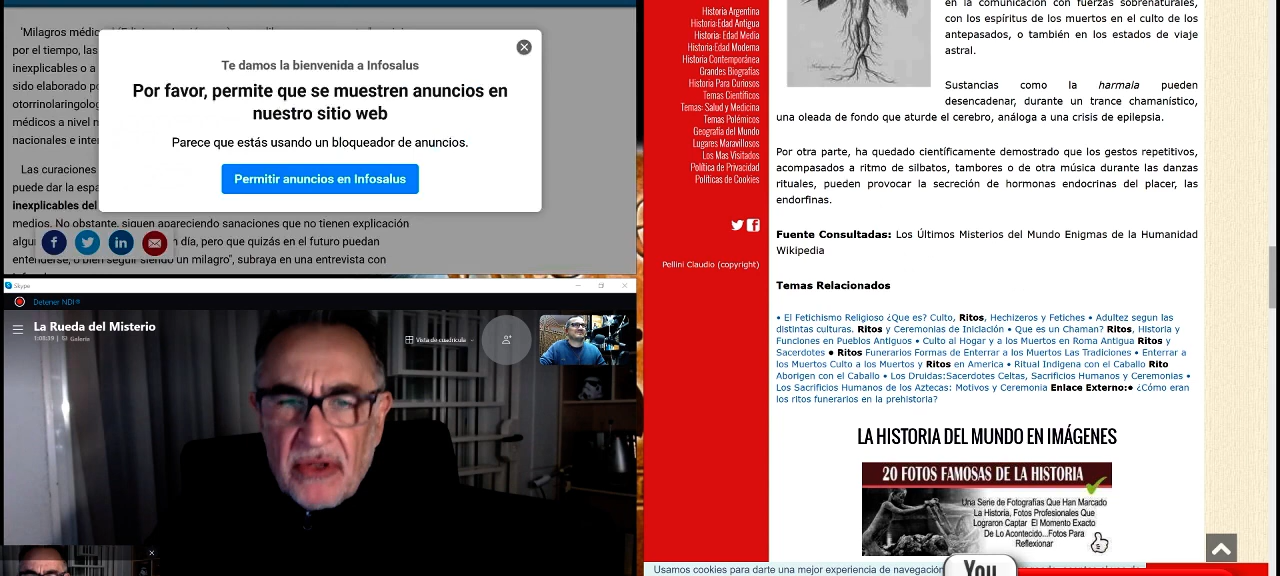 'Milagros médic
por el tiempo, las
inexplicables o a
sido elaborado po
otorrinolaringolog
médicos a nivel n
nacionales e inte
Las curaciones
puede dar la espa
inexplicables del
medios. No obstante, siguen apareciendo sanaciones que no tienen explicación
algu n día, pero que quizás en el futuro puedan
entenderse, o bien seguir siendo un milagro", subraya en una entrevista con
Te damos la bienvenida a Infosalus
Por favor, permite que se muestren anuncios en
nuestro sitio web
Parece que estás usando un bloqueador de anuncios.
Permitir anuncios en Infosalus
Skype
Detener NDI®
La Rueda del Misterio
1:08:39 | Galería
Vista de cuadrícula
Historia Argentina
Historia:Edad Antigua
Historia: Edad Media
Historia:Edad Moderna
Historia Contemporánea
Grandes Biografías
Historia Para Curiosos
Temas Científicos
Temas: Salud y Medicina
Temas Polémicos
Geografía del Mundo
Lugares Maravillosos
Los Mas Visitados
Política de Privacidad
Políticas de Cookies
Pellini Claudio (copyright)
en la comunicación con fuerzas sobrenaturales,
con los espíritus de los muertos en el culto de los
antepasados, o también en los estados de viaje
astral.
Sustancias como la harmala pueden
desencadenar, durante un trance chamanístico,
una oleada de fondo que aturde el cerebro, análoga a una crisis de epilepsia.
Por otra parte, ha quedado científicamente demostrado que los gestos repetitivos,
acompasados a ritmo de silbatos, tambores o de otra música durante las danzas
rituales, pueden provocar la secreción de hormonas endocrinas del placer, las
endorfinas.
Fuente Consultadas: Los Últimos Misterios del Mundo Enigmas de la Humanidad
Wikipedia
Temas Relacionados
• El Fetichismo Religioso ¿Que es? Culto, Ritos, Hechizeros y Fetiches • Adultez segun las
distintas culturas. Ritos y Ceremonias de Iniciación • Que es un Chaman? Ritos, Historia y
Funciones en Pueblos Antiguos • Culto al Hogar y a los Muertos en Roma Antigua Ritos y
Sacerdotes • Ritos Funerarios Formas de Enterrar a los Muertos Las Tradiciones • Enterrar a
los Muertos Culto a los Muertos y Ritos en America • Ritual Indigena con el Caballo Rito
Aborigen con el Caballo • Los Druidas:Sacerdotes Celtas, Sacrificios Humanos y Ceremonias •
Los Sacrificios Humanos de los Aztecas: Motivos y Ceremonia Enlace Externo:• ¿Cómo eran
los ritos funerarios en la prehistoria?
LA HISTORIA DEL MUNDO EN IMÁGENES
20 FOTOS FAMOSAS DE LA HISTORIA
Una Serie de Fotografías Que Han Marcado
La Historia, Fotos Profesionales Que
Lograron Captar El Momento Exacto
De Lo Acontecido...Fotos Para
Reflexionar
Usamos cookies para darte una mejor experiencia de navegación
You